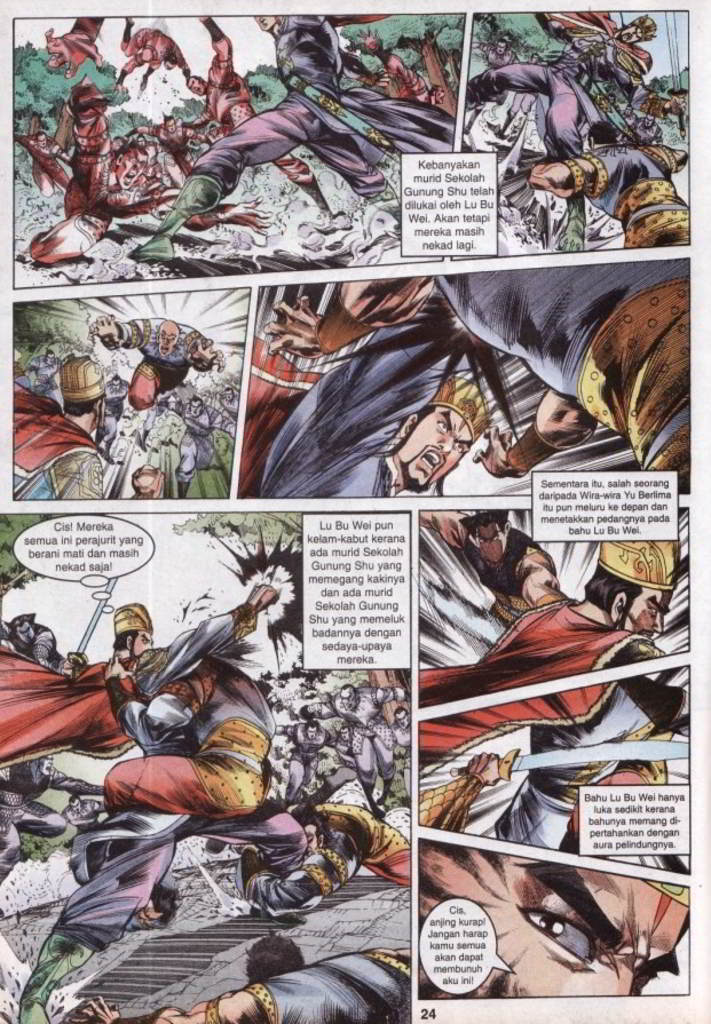 Kebanyakan
murid Sekolah
Gunung Shu telah
dilukai oleh Lu Bu
Wei. Akan tetapi
mereka masih
nekad lagi.
Sementara itu, salah seorang
daripada Wira-wira Yu Berlima
itu pun meluru ke depan dan
menetakkan pedangnya pada
bahu Lu Bu Wei.
Cis! Mereka
semua ini perajurit yang
berani mati dan masih
nekad saja!
Lu Bu Wei pun
kelam-kabut kerana
ada murid Sekolah
Gunung Shu yang
memegang kakinya
dan ada murid
Sekolah Gunung
Shu yang memeluk
badannya dengan
sedaya-upaya
mereka.
Bahu Lu Bu Wei hanya
luka sedikit kerana
bahunya memang di-
pertahankan dengan
aura pelindungnya.
Cis,
anjing kurap!
Jangan harap
kamu semua
akan dapat
membunuh
aku ini!
24